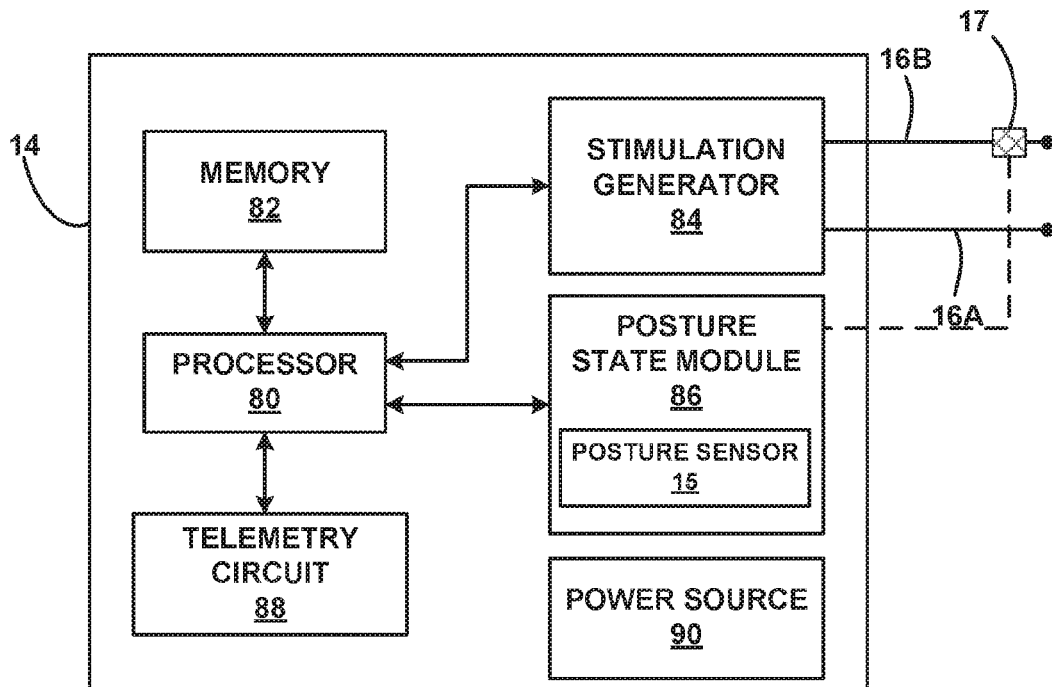 17
16B
14
MEMORY
82
STIMULATION
GENERATOR
84
16A
PROCESSOR
80
POSTURE
STATE MODULE
86
POSTURE SENSOR
15
TELEMETRY
CIRCUIT
88
POWER SOURCE
90